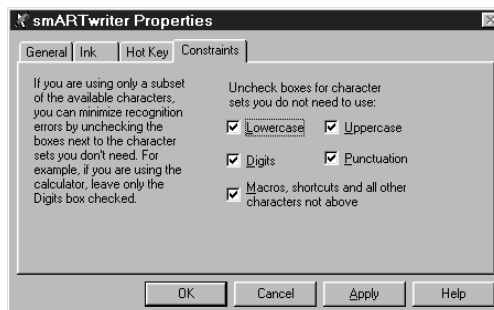 smARTwriter Properties
General Ink Hot Key Constraints
If you are using only a subset
of the available characters,
you can minimize recognition
errors by unchecking the
boxes next to the character
sets you don't need. For
example, if you are using the
calculator, leave only the
Digits box checked.
Uncheck boxes for character
sets you do not need to use:
Lowercase Uppercase
Digits Punctuation
Macros, shortcuts and all other
characters not above
OK Cancel Apply Help